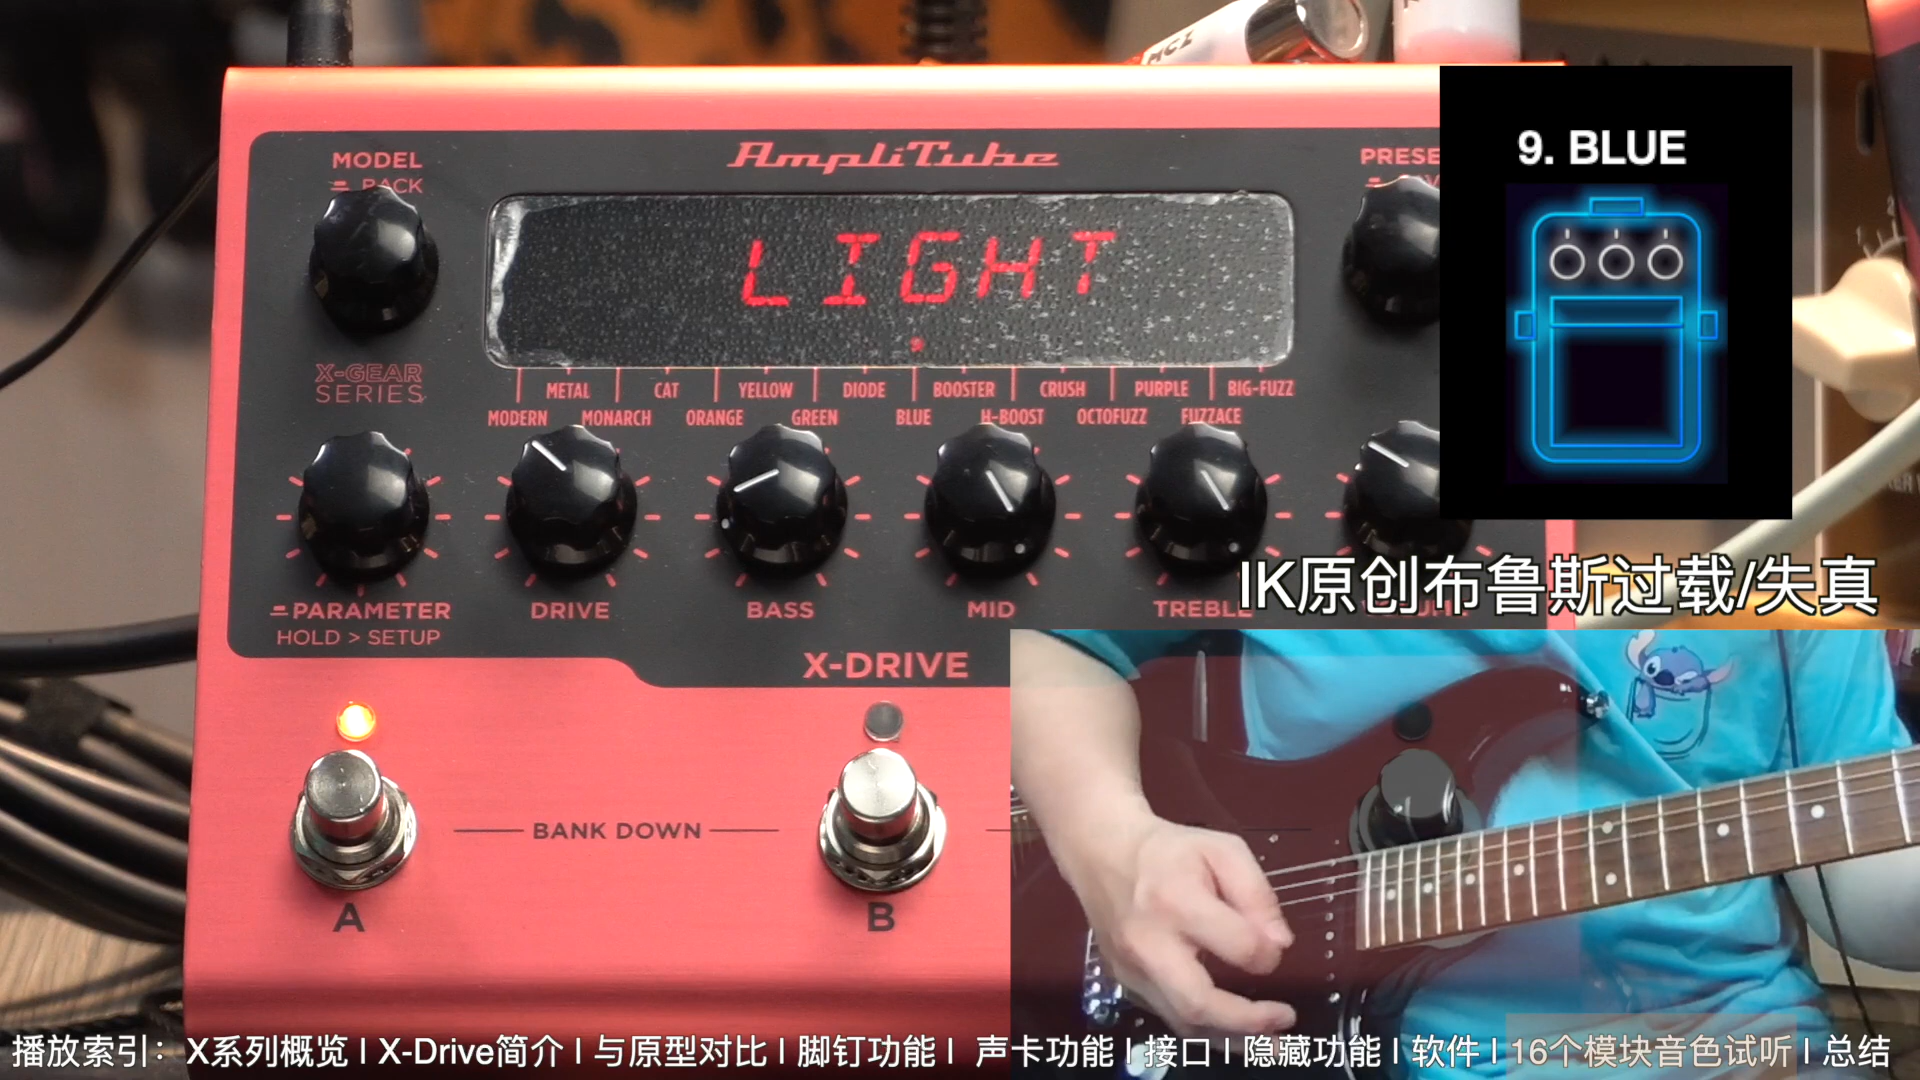 MODEL
BACK
AmpliTube
PRESE
LIGHT
9. BLUE
X-GEAR
SERIES
METAL CAT YELLOW DIODE BOOSTER CRUSH PURPLE BIG-FUZZ
MODERN MONARCH ORANGE GREEN BLUE H-BOOST OCTOFUZZ FUZZACE
PARAMETER DRIVE BASS MID TREBLE
HOLD > SETUP
IK原创布鲁斯过载/失真
X-DRIVE
BANK DOWN
A B
播放索引：X系列概览 | X-Drive简介 | 与原型对比 | 脚钉功能 | 声卡功能 | 接口 | 隐藏功能 | 软件 | 16个模块音色试听 | 总结